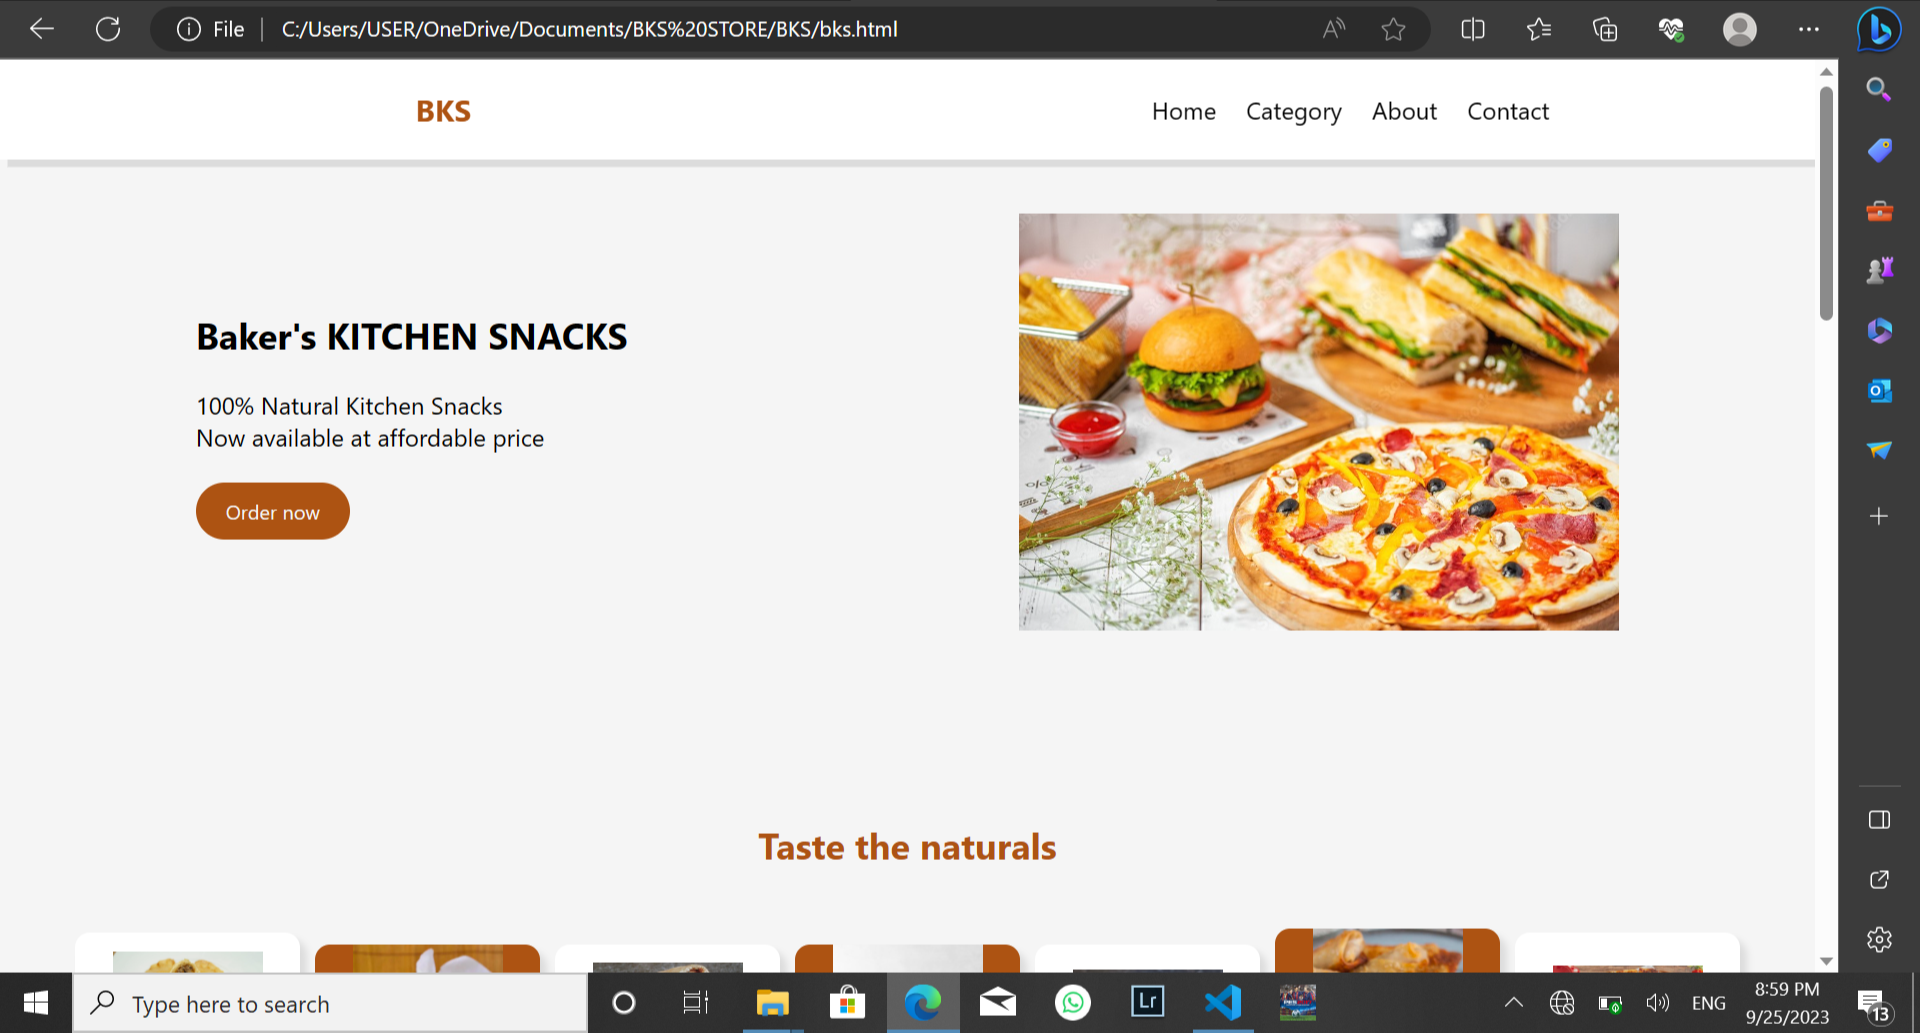 File C:/Users/USER/OneDrive/Documents/BKS%20STORE/BKS/bks.html
BKS
Home Category About Contact
Baker's KITCHEN SNACKS
100% Natural Kitchen Snacks
Now available at affordable price
Order now
Taste the naturals
Type here to search
Lr
ENG
8:59 PM
9/25/2023
13